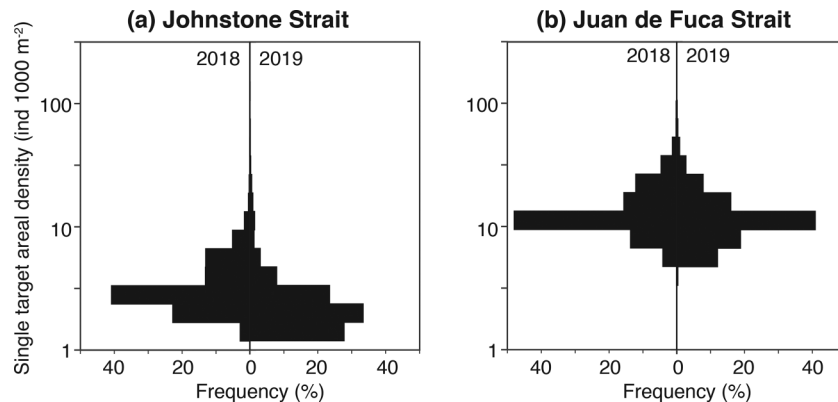 (a) Johnstone Strait
(b) Juan de Fuca Strait
Single target areal density (ind 1000 m⁻²)
2018 2019
2018 2019
100
10
1
100
10
1
40 20 0 20 40
40 20 0 20 40
Frequency (%)
Frequency (%)